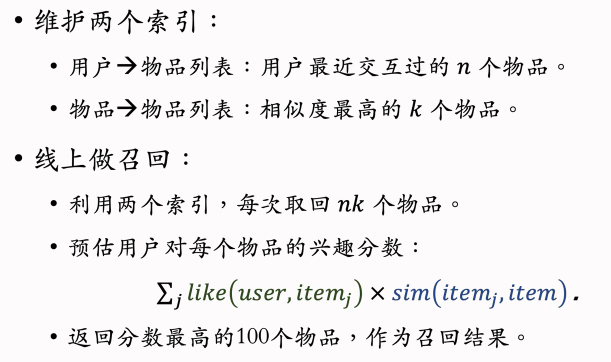 • 维护两个索引：
• 用户→物品列表：用户最近交互过的 n 个物品。
• 物品→物品列表：相似度最高的 k 个物品。
• 线上做召回：
• 利用两个索引，每次取回 nk 个物品。
• 预估用户对每个物品的兴趣分数：
∑ⱼ like(user, itemⱼ) × sim(itemⱼ, item) .
• 返回分数最高的100个物品，作为召回结果。